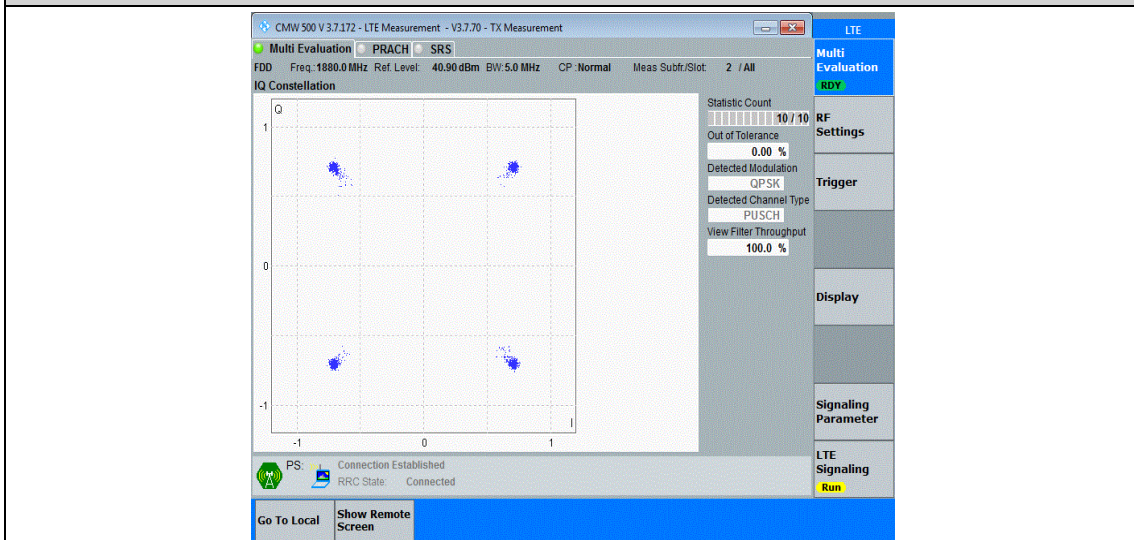 CMW 500 V 3.7.172 - LTE Measurement - V3.7.70 - TX Measurement
LTE
Multi Evaluation PRACH SRS
Multi
Evaluation
RDY
FDD Freq.:1880.0 MHz Ref. Level: 40.90 dBm BW:5.0 MHz CP :Normal Meas Subfr./Slot: 2 / All
IQ Constellation
Q
1
0
-1
-1 0 1
I
Statistic Count
10 / 10
Out of Tolerance
0.00 %
Detected Modulation
QPSK
Detected Channel Type
PUSCH
View Filter Throughput
100.0 %
RF
Settings
Trigger
Display
Signaling
Parameter
LTE
Signaling
Run
PS: Connection Established
RRC State: Connected
Go To Local
Show Remote
Screen